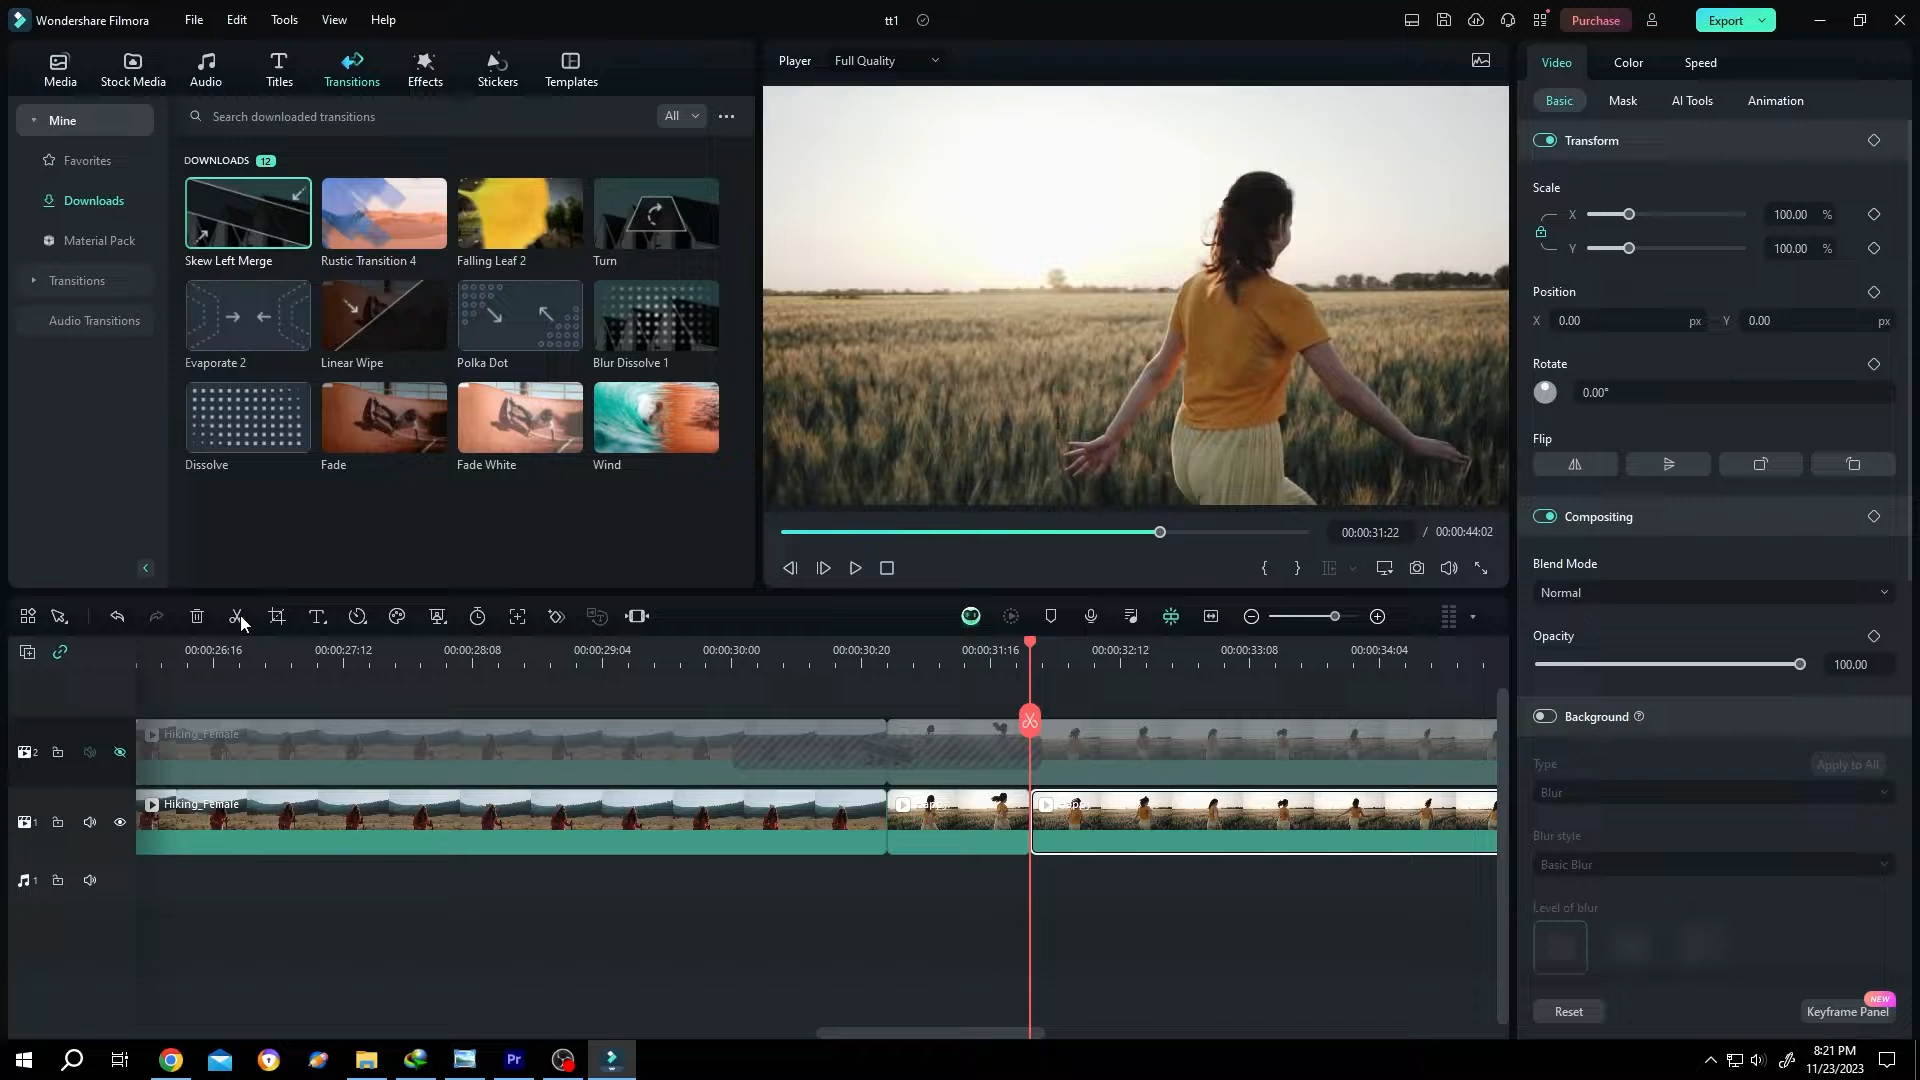 Wondershare Filmora
File
Edit
Tools
View
Help
tt1
Purchase
Export
Media
Stock Media
Audio
Titles
Transitions
Effects
Stickers
Templates
Player
Full Quality
Video
Color
Speed
Mine
Search downloaded transitions
All
Basic
Mask
AI Tools
Animation
Favorites
DOWNLOADS 12
Transform
Downloads
Scale
X
100.00 %
Material Pack
Skew Left Merge
Rustic Transition 4
Falling Leaf 2
Turn
Y
100.00 %
Transitions
Position
Audio Transitions
X 0.00 px
Y 0.00 px
Evaporate 2
Linear Wipe
Polka Dot
Blur Dissolve 1
Rotate
0.00°
Flip
Dissolve
Fade
Fade White
Wind
Compositing
00:00:31:22 / 00:00:44:02
Blend Mode
Normal
Opacity
100.00
00:00:26:16
00:00:27:12
00:00:28:08
00:00:29:04
00:00:30:00
00:00:30:20
00:00:31:16
00:00:32:12
00:00:33:08
00:00:34:04
Background
Hiking_Female
2
Type
Apply to All
Blur
Hiking_Female
1
Blur style
Basic Blur
1
Level of blur
NEW
Reset
Keyframe Panel
Pr
8:21 PM
11/23/2023